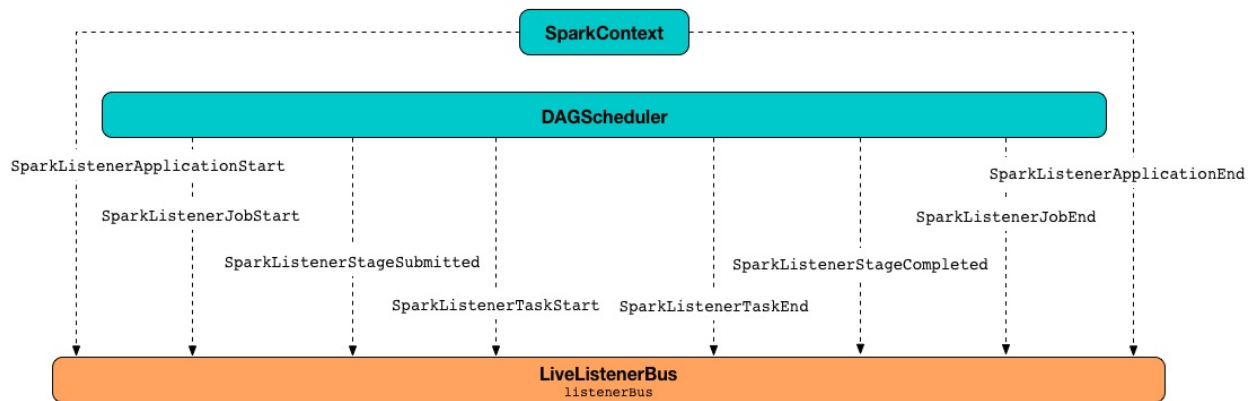 SparkContext
DAGScheduler
SparkListenerApplicationStart
SparkListenerApplicationEnd
SparkListenerJobStart
SparkListenerJobEnd
SparkListenerStageSubmitted
SparkListenerStageCompleted
SparkListenerTaskStart
SparkListenerTaskEnd
LiveListenerBus
listenerBus